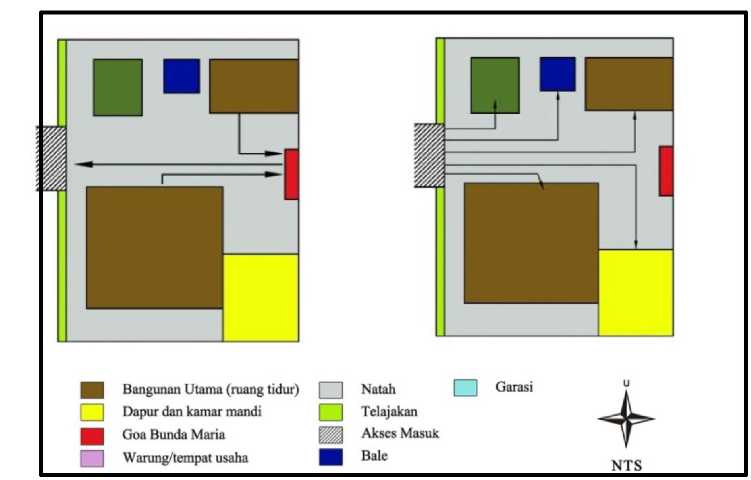 Bangunan Utama (ruang tidur)
Dapur dan kamar mandi
Goa Bunda Maria
Warung/tempat usaha
Natah
Telajakan
Akses Masuk
Bale
Garasi
U
NTS